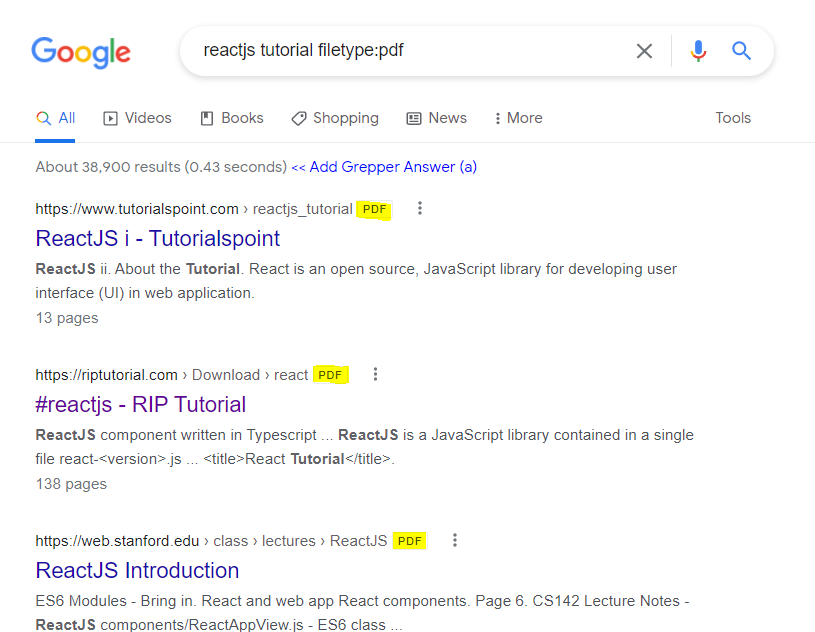 Google
reactjs tutorial filetype:pdf
All Videos Books Shopping News More Tools
About 38,900 results (0.43 seconds) << Add Grepper Answer (a)
https://www.tutorialspoint.com › reactjs_tutorial PDF
ReactJS i - Tutorialspoint
ReactJS ii. About the Tutorial. React is an open source, JavaScript library for developing user
interface (UI) in web application.
13 pages
https://riptutorial.com › Download › react PDF
#reactjs - RIP Tutorial
ReactJS component written in Typescript ... ReactJS is a JavaScript library contained in a single
file react-<version>.js ... <title>React Tutorial</title>.
138 pages
https://web.stanford.edu › class › lectures › ReactJS PDF
ReactJS Introduction
ES6 Modules - Bring in. React and web app React components. Page 6. CS142 Lecture Notes -
ReactJS components/ReactAppView.js - ES6 class ...